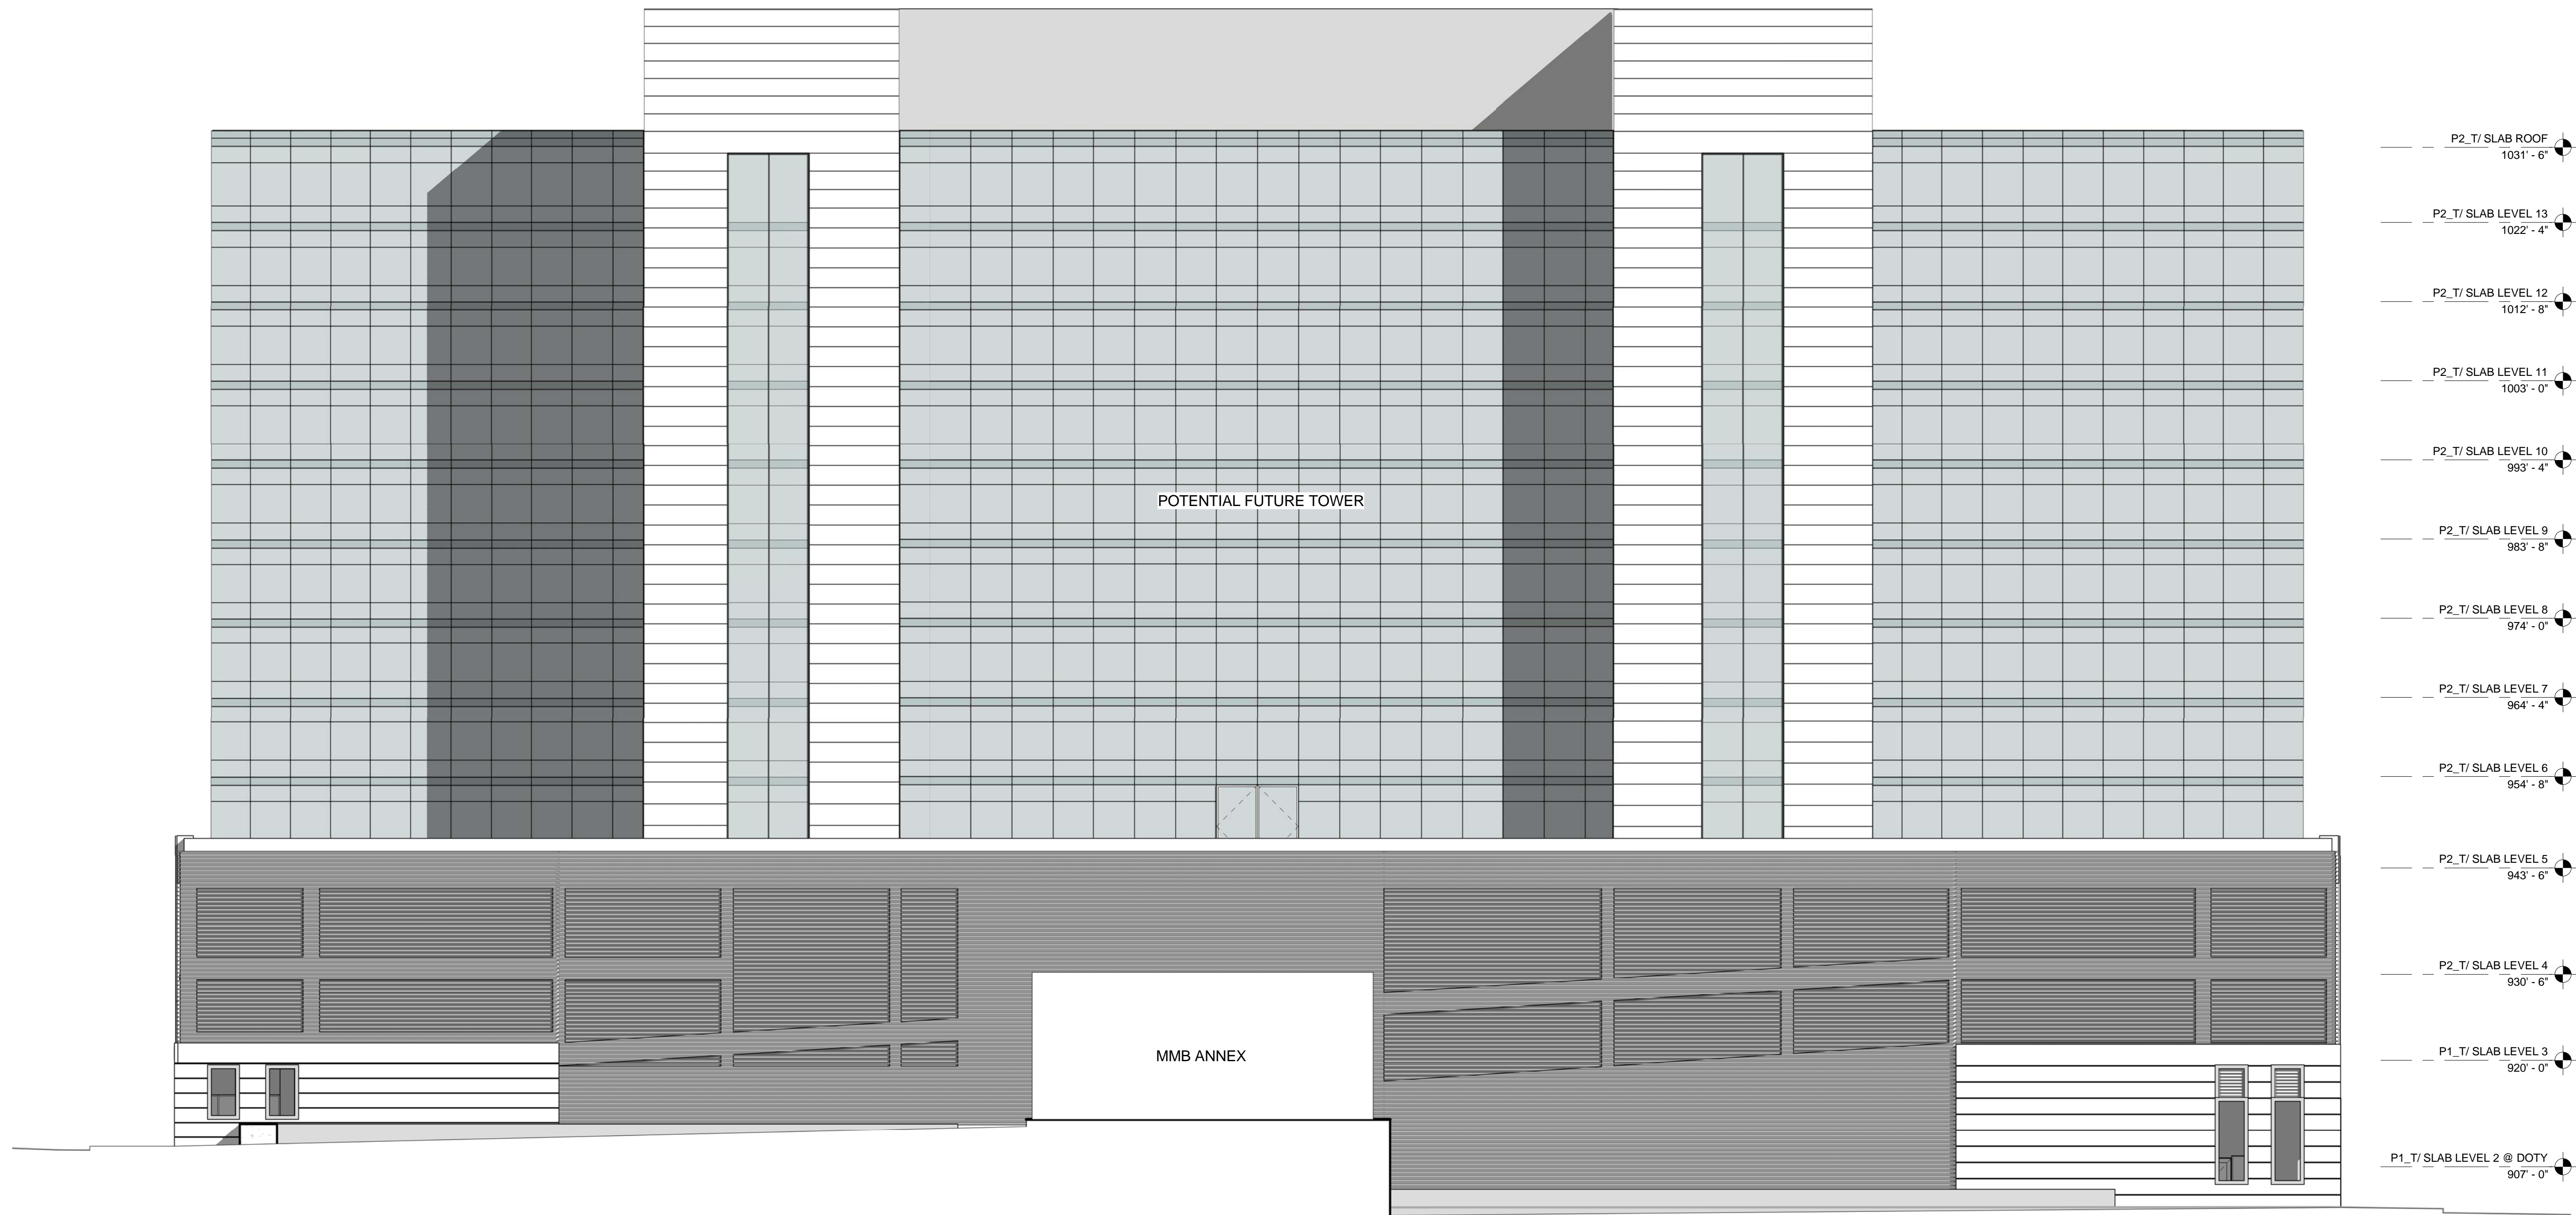 P2_T/ SLAB ROOF
1031' - 6"
P2_T/ SLAB LEVEL 13
1022' - 4"
P2_T/ SLAB LEVEL 12
1012' - 8"
P2_T/ SLAB LEVEL 11
1003' - 0"
P2_T/ SLAB LEVEL 10
993' - 4"
POTENTIAL FUTURE TOWER
P2_T/ SLAB LEVEL 9
983' - 8"
P2_T/ SLAB LEVEL 8
974' - 0"
P2_T/ SLAB LEVEL 7
964' - 4"
P2_T/ SLAB LEVEL 6
954' - 8"
P2_T/ SLAB LEVEL 5
943' - 6"
P2_T/ SLAB LEVEL 4
930' - 6"
MMB ANNEX
P1_T/ SLAB LEVEL 3
920' - 0"
P1_T/ SLAB LEVEL 2 @ DOTY
907' - 0"